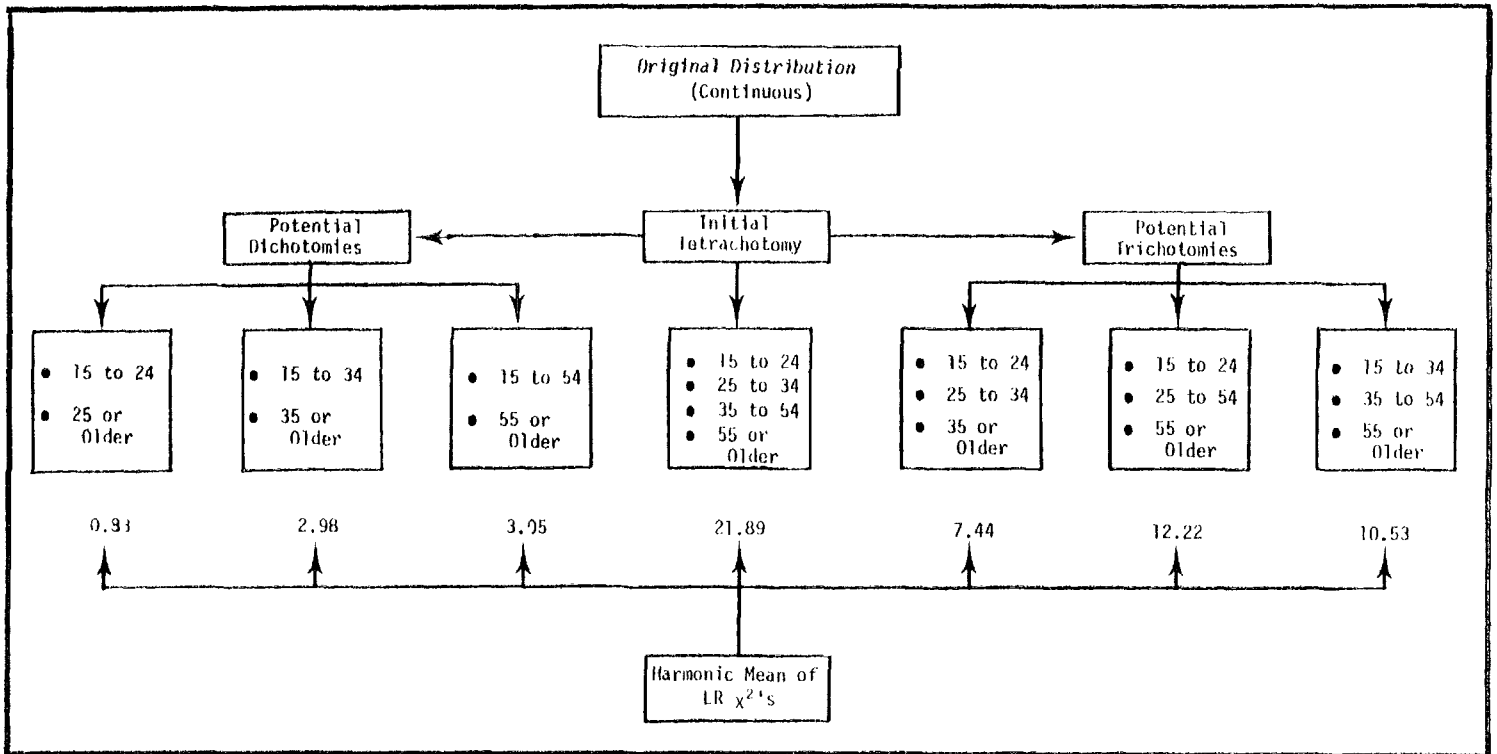 Original Distribution
(Continuous)
Potential
Dichotomies
Initial
Tetrachotomy
Potential
Trichotomies
• 15 to 24
• 25 or
Older
• 15 to 34
• 35 or
Older
• 15 to 54
• 55 or
Older
• 15 to 24
• 25 to 34
• 35 to 54
• 55 or
Older
• 15 to 24
• 25 to 34
• 35 or
Older
• 15 to 24
• 25 to 54
• 55 or
Older
• 15 to 34
• 35 to 54
• 55 or
Older
2.98
3.05
21.89
7.44
12.22
10.53
Harmonic Mean of
LR χ²'s